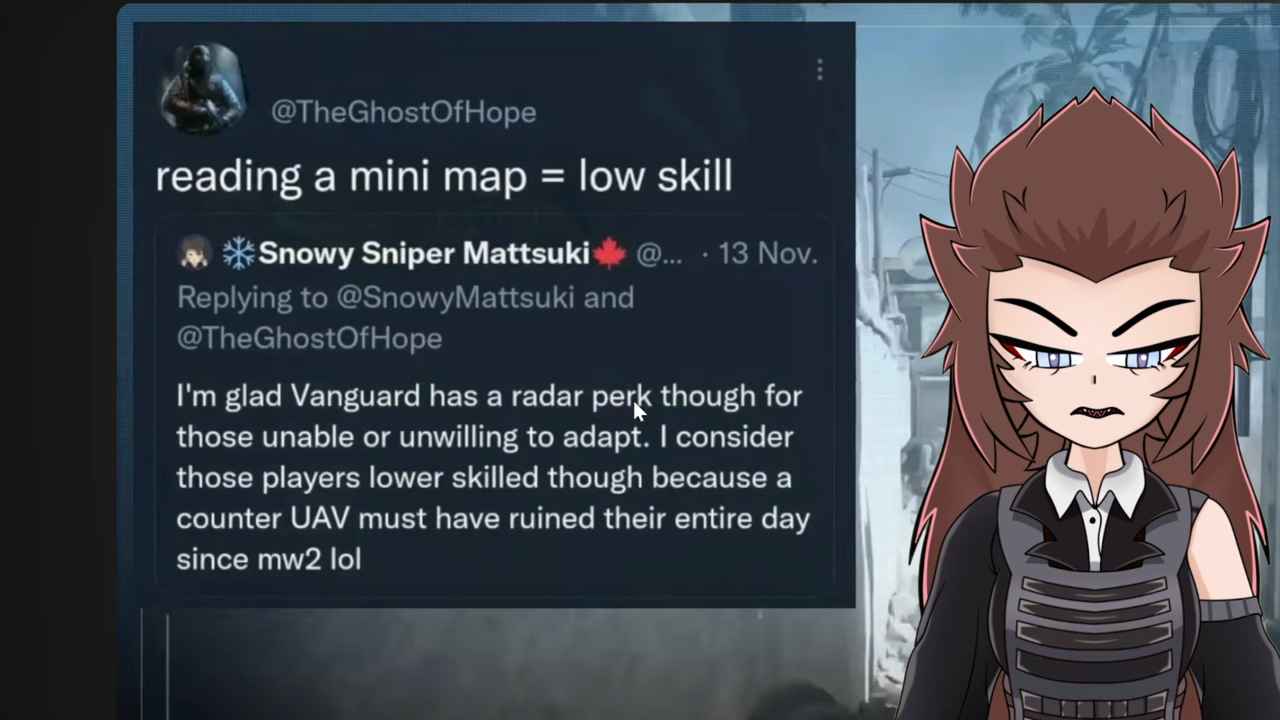 @TheGhostOfHope
reading a mini map = low skill
❄️Snowy Sniper Mattsuki🍁 @... · 13 Nov.
Replying to @SnowyMattsuki and
@TheGhostOfHope
I'm glad Vanguard has a radar perk though for
those unable or unwilling to adapt. I consider
those players lower skilled though because a
counter UAV must have ruined their entire day
since mw2 lol